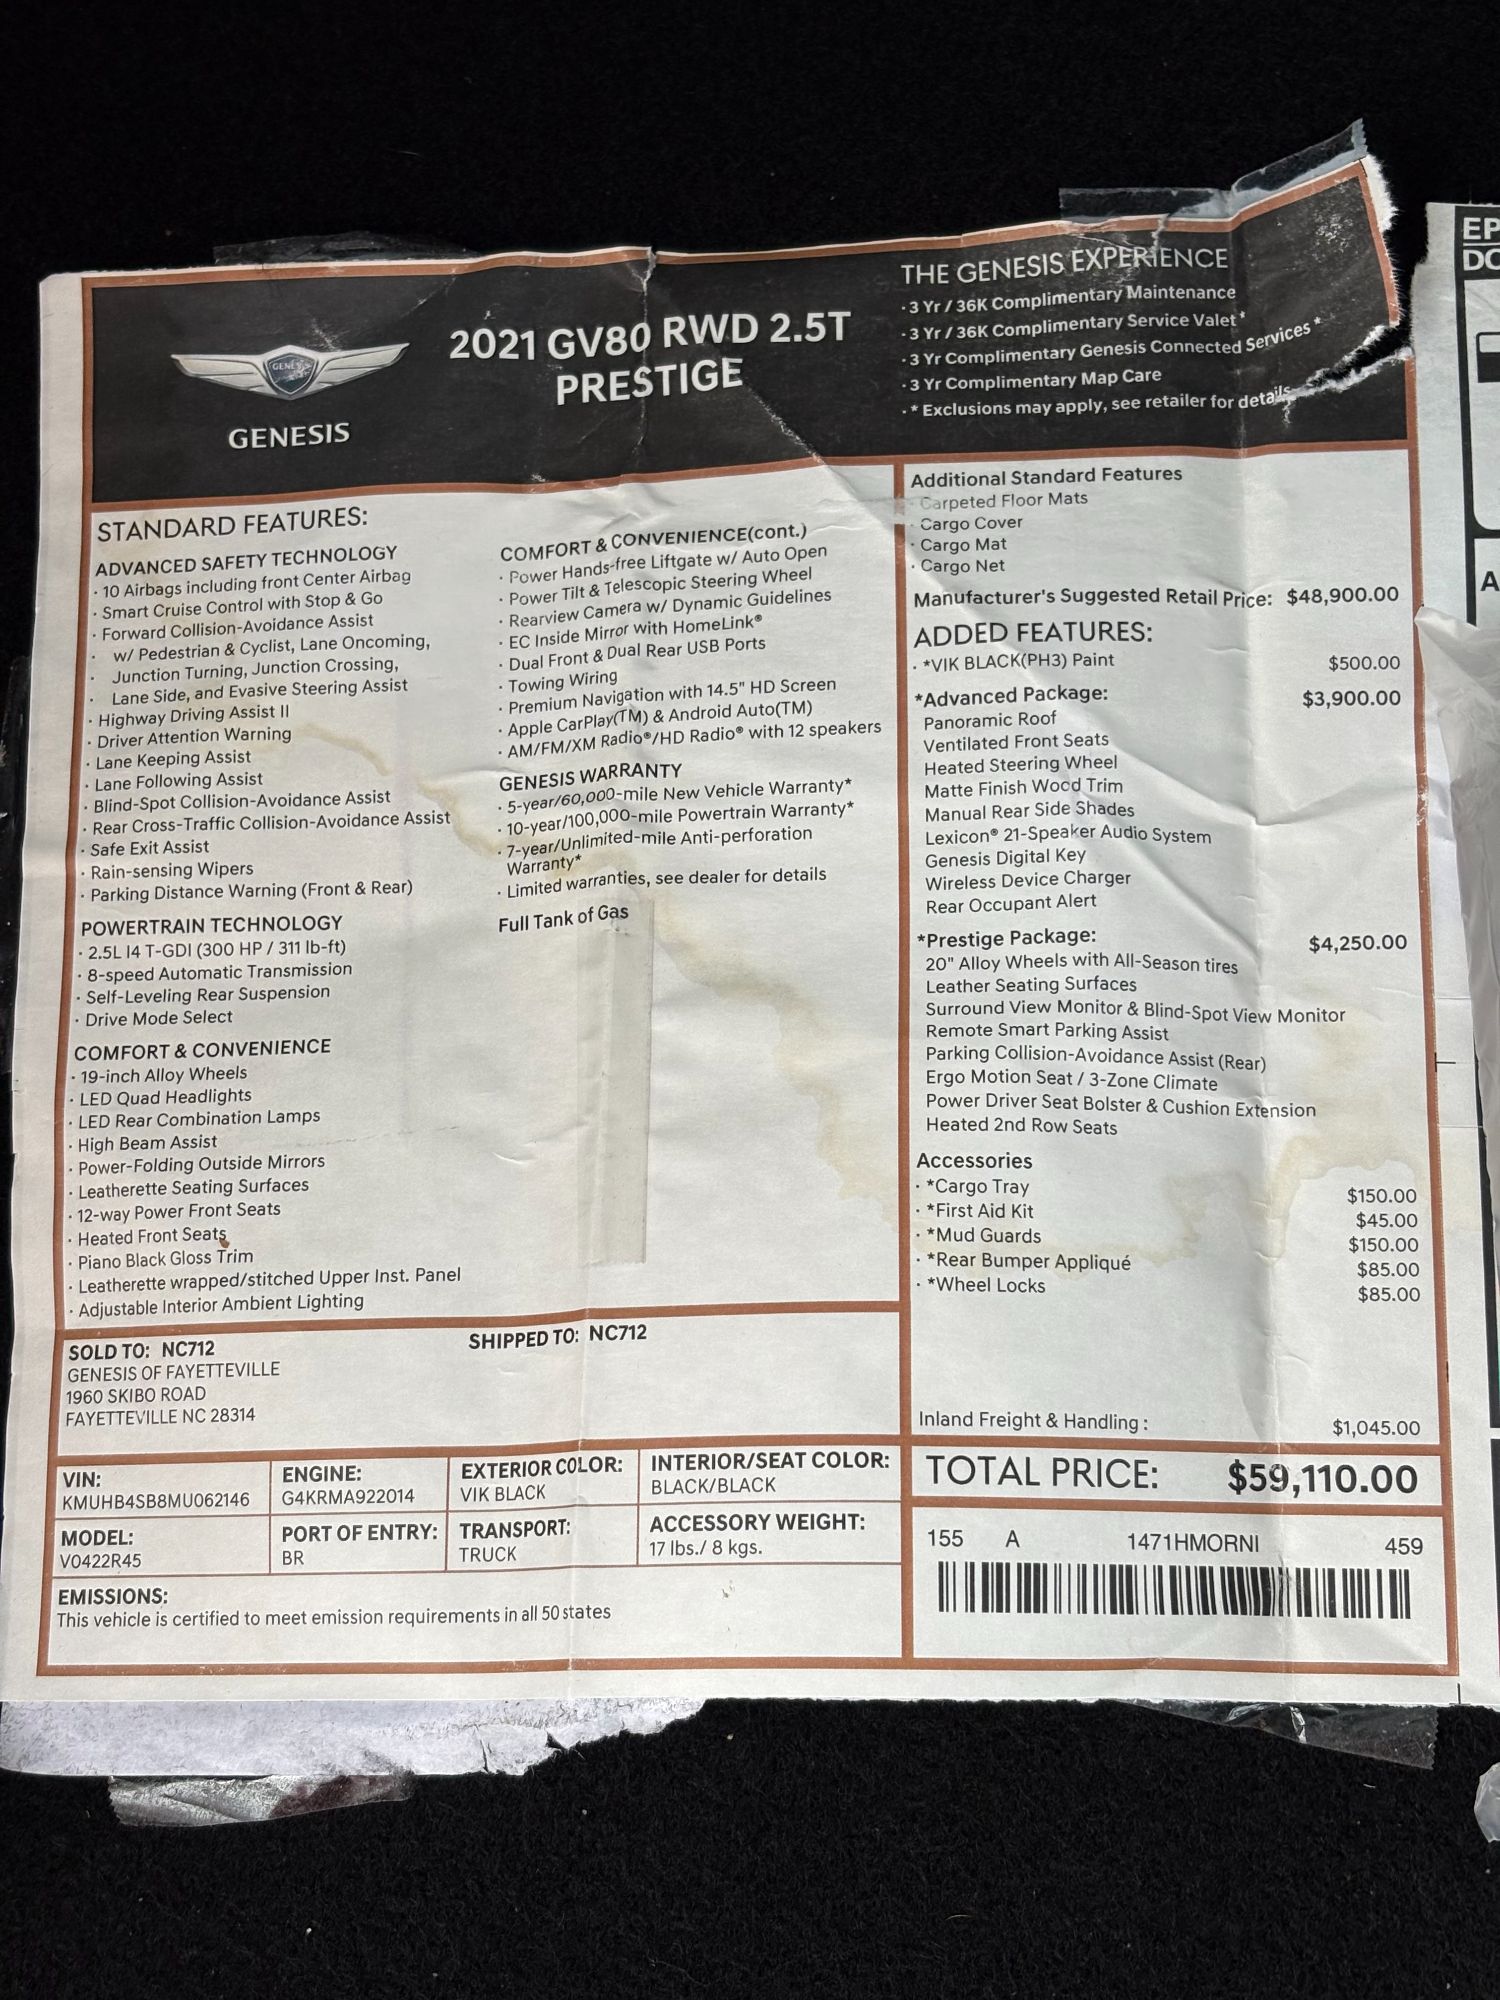 GENESIS
GENESIS
2021 GV80 RWD 2.5T
PRESTIGE
THE GENESIS EXPERIENCE
· 3 Yr / 36K Complimentary Maintenance
· 3 Yr / 36K Complimentary Service Valet *
· 3 Yr Complimentary Genesis Connected Services *
· 3 Yr Complimentary Map Care
· * Exclusions may apply, see retailer for details
STANDARD FEATURES:
ADVANCED SAFETY TECHNOLOGY
· 10 Airbags including front Center Airbag
· Smart Cruise Control with Stop & Go
· Forward Collision-Avoidance Assist
· w/ Pedestrian & Cyclist, Lane Oncoming,
· Junction Turning, Junction Crossing,
· Lane Side, and Evasive Steering Assist
· Highway Driving Assist II
· Driver Attention Warning
· Lane Keeping Assist
· Lane Following Assist
· Blind-Spot Collision-Avoidance Assist
· Rear Cross-Traffic Collision-Avoidance Assist
· Safe Exit Assist
· Rain-sensing Wipers
· Parking Distance Warning (Front & Rear)
POWERTRAIN TECHNOLOGY
· 2.5L I4 T-GDI (300 HP / 311 lb-ft)
· 8-speed Automatic Transmission
· Self-Leveling Rear Suspension
· Drive Mode Select
COMFORT & CONVENIENCE
· 19-inch Alloy Wheels
· LED Quad Headlights
· LED Rear Combination Lamps
· High Beam Assist
· Power-Folding Outside Mirrors
· Leatherette Seating Surfaces
· 12-way Power Front Seats
· Heated Front Seats
· Piano Black Gloss Trim
· Leatherette wrapped/stitched Upper Inst. Panel
· Adjustable Interior Ambient Lighting
COMFORT & CONVENIENCE(cont.)
· Power Hands-free Liftgate w/ Auto Open
· Power Tilt & Telescopic Steering Wheel
· Rearview Camera w/ Dynamic Guidelines
· EC Inside Mirror with HomeLink®
· Dual Front & Dual Rear USB Ports
· Towing Wiring
· Premium Navigation with 14.5" HD Screen
· Apple CarPlay(TM) & Android Auto(TM)
· AM/FM/XM Radio®/HD Radio® with 12 speakers
GENESIS WARRANTY
· 5-year/60,000-mile New Vehicle Warranty*
· 10-year/100,000-mile Powertrain Warranty*
· 7-year/Unlimited-mile Anti-perforation
Warranty*
· Limited warranties, see dealer for details
Full Tank of Gas
Additional Standard Features
· Carpeted Floor Mats
· Cargo Cover
· Cargo Mat
· Cargo Net
Manufacturer's Suggested Retail Price: $48,900.00
ADDED FEATURES:
· *VIK BLACK(PH3) Paint $500.00
*Advanced Package: $3,900.00
Panoramic Roof
Ventilated Front Seats
Heated Steering Wheel
Matte Finish Wood Trim
Manual Rear Side Shades
Lexicon® 21-Speaker Audio System
Genesis Digital Key
Wireless Device Charger
Rear Occupant Alert
*Prestige Package: $4,250.00
20" Alloy Wheels with All-Season tires
Leather Seating Surfaces
Surround View Monitor & Blind-Spot View Monitor
Remote Smart Parking Assist
Parking Collision-Avoidance Assist (Rear)
Ergo Motion Seat / 3-Zone Climate
Power Driver Seat Bolster & Cushion Extension
Heated 2nd Row Seats
Accessories
· *Cargo Tray $150.00
· *First Aid Kit $45.00
· *Mud Guards $150.00
· *Rear Bumper Appliqué $85.00
· *Wheel Locks $85.00
Inland Freight & Handling : $1,045.00
TOTAL PRICE: $59,110.00
SOLD TO: NC712
GENESIS OF FAYETTEVILLE
1960 SKIBO ROAD
FAYETTEVILLE NC 28314
SHIPPED TO: NC712
VIN:
KMUHB4SB8MU062146
ENGINE:
G4KRMA922014
EXTERIOR COLOR:
VIK BLACK
INTERIOR/SEAT COLOR:
BLACK/BLACK
MODEL:
V0422R45
PORT OF ENTRY:
BR
TRANSPORT:
TRUCK
ACCESSORY WEIGHT:
17 lbs./ 8 kgs.
EMISSIONS:
This vehicle is certified to meet emission requirements in all 50 states
155 A 1471HMORNI 459
EP